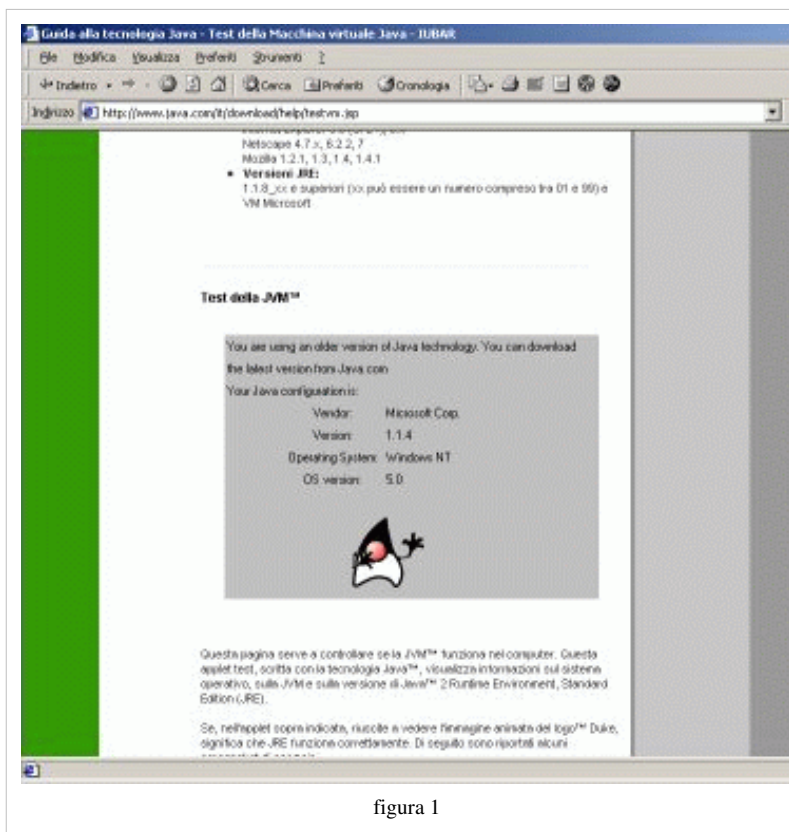 Guida alla tecnologia Java - Test della Macchina virtuale Java - IUBAR
File Modifica Visualizza Preferiti Strumenti ?
Indietro Cerca Preferiti Cronologia
Indirizzo http://www.java.com/it/download/help/testvm.jsp
Netscape 4.7.x, 6.2.2, 7
Mozilla 1.2.1, 1.3, 1.4, 1.4.1
• Versioni JRE:
1.1.8_xx e superiori (xx può essere un numero compreso tra 01 e 99) e
VM Microsoft
Test della JVM™
You are using an older version of Java technology. You can download
the latest version from Java.com
Your Java configuration is:
Vendor: Microsoft Corp.
Version: 1.1.4
Operating System: Windows NT
OS version: 5.0
Questa pagina serve a controllare se la JVM™ funziona nel computer. Questa
applet test, scritta con la tecnologia Java™, visualizza informazioni sul sistema
operativo, sulla JVM e sulla versione di Java™ 2 Runtime Environment, Standard
Edition (JRE).
Se, nell'applet sopra indicata, riuscite a vedere l'immagine animata del logo™ Duke,
significa che JRE funziona correttamente. Di seguito sono riportati alcuni
figura 1